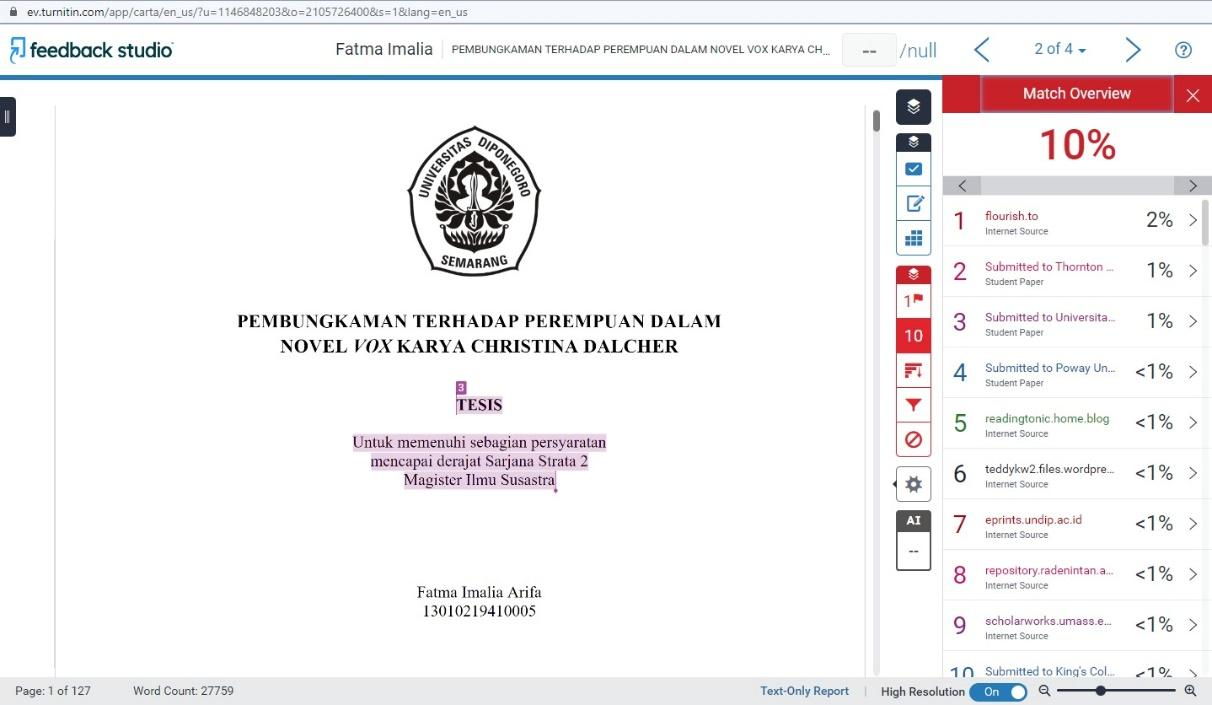 ev.turnitin.com/app/carta/en_us/?u=1146848203&o=2105726400&s=1&lang=en_us
feedback studio
Fatma Imalia
PEMBUNGKAMAN TERHADAP PEREMPUAN DALAM NOVEL VOX KARYA CH...
-- /null
2 of 4
?
Match Overview
10%
UNIVERSITAS DIPONEGORO
SEMARANG
PEMBUNGKAMAN TERHADAP PEREMPUAN DALAM
NOVEL VOX KARYA CHRISTINA DALCHER
3
TESIS
Untuk memenuhi sebagian persyaratan
mencapai derajat Sarjana Strata 2
Magister Ilmu Susastra
Fatma Imalia Arifa
13010219410005
1
10
AI
--
1 flourish.to 2%
Internet Source
2 Submitted to Thornton ... 1%
Student Paper
3 Submitted to Universita... 1%
Student Paper
4 Submitted to Poway Un... <1%
Student Paper
5 readingtonic.home.blog <1%
Internet Source
6 teddykw2.files.wordpre... <1%
Internet Source
7 eprints.undip.ac.id <1%
Internet Source
8 repository.radenintan.a... <1%
Internet Source
9 scholarworks.umass.e... <1%
Internet Source
10 Submitted to King's Col... <1%
Page: 1 of 127
Word Count: 27759
Text-Only Report
High Resolution On